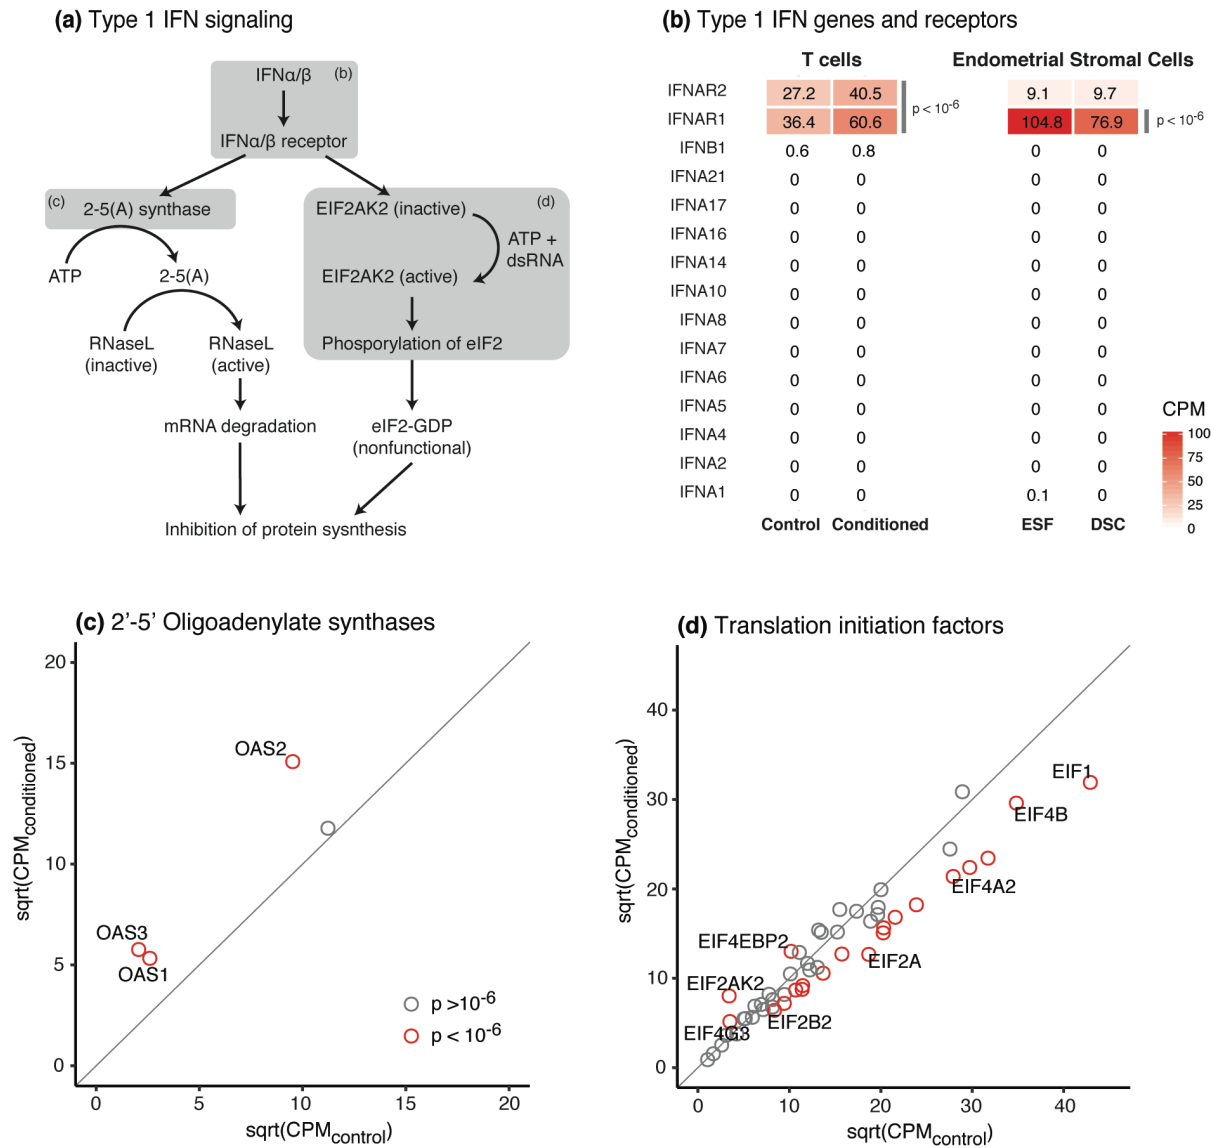 (a) Type 1 IFN signaling
IFNα/β
(b)
IFNα/β receptor
(c)
2-5(A) synthase
EIF2AK2 (inactive)
(d)
ATP +
dsRNA
ATP
2-5(A)
EIF2AK2 (active)
RNaseL
(inactive)
RNaseL
(active)
Phosporylation of eIF2
mRNA degradation
eIF2-GDP
(nonfunctional)
Inhibition of protein sysnthesis
(b) Type 1 IFN genes and receptors
T cells Endometrial Stromal Cells
IFNAR2 27.2 40.5 9.1 9.7
p < 10-6
IFNAR1 36.4 60.6 104.8 76.9 p < 10-6
IFNB1 0.6 0.8 0 0
IFNA21 0 0 0 0
IFNA17 0 0 0 0
IFNA16 0 0 0 0
IFNA14 0 0 0 0
IFNA10 0 0 0 0
IFNA8 0 0 0 0
IFNA7 0 0 0 0
IFNA6 0 0 0 0
IFNA5 0 0 0 0
IFNA4 0 0 0 0
IFNA2 0 0 0 0
IFNA1 0 0 0.1 0
Control Conditioned ESF DSC
CPM
100
75
50
25
0
(c) 2’-5’ Oligoadenylate synthases
sqrt(CPMconditioned)
20
15
10
5
0
OAS2
OAS3
OAS1
p >10-6
p < 10-6
0 5 10 15 20
sqrt(CPMcontrol)
(d) Translation initiation factors
sqrt(CPMconditioned)
40
30
20
10
0
EIF1
EIF4B
EIF4A2
EIF4EBP2
EIF2A
EIF2AK2
EIF2B2
EIF4G3
0 10 20 30 40
sqrt(CPMcontrol)